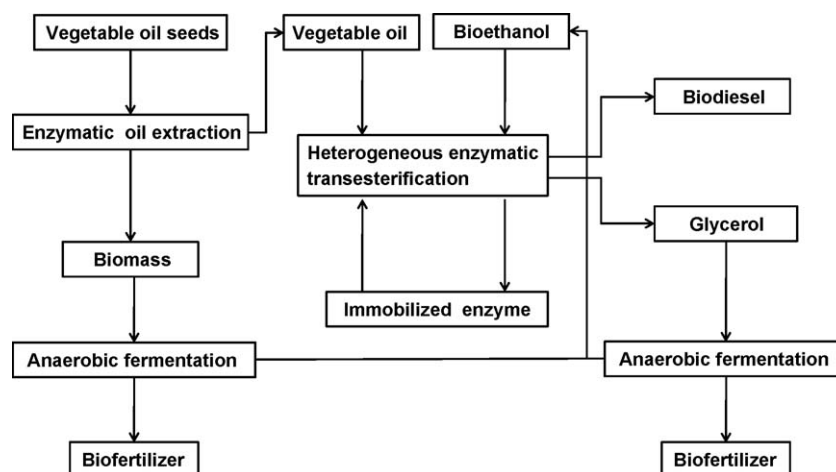 Vegetable oil seeds
Vegetable oil
Bioethanol
Biodiesel
Enzymatic oil extraction
Heterogeneous enzymatic
transesterification
Glycerol
Biomass
Immobilized enzyme
Anaerobic fermentation
Anaerobic fermentation
Biofertilizer
Biofertilizer